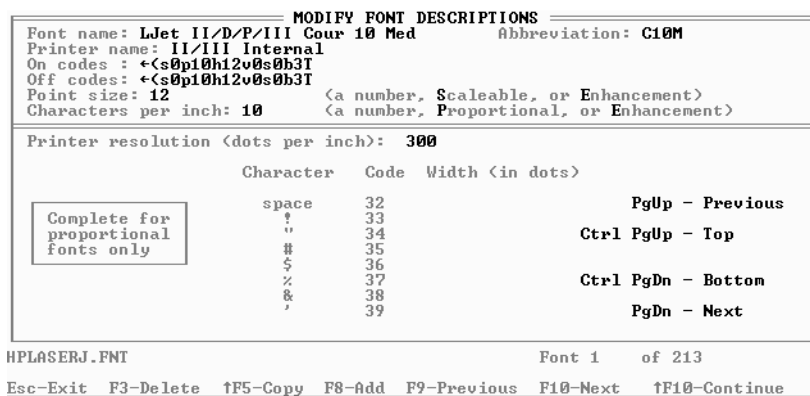 MODIFY FONT DESCRIPTIONS
Font name: LJet II/D/P/III Cour 10 Med Abbreviation: C10M
Printer name: II/III Internal
On codes : ←(s0p10h12v0s0b3T
Off codes: ←(s0p10h12v0s0b3T
Point size: 12 (a number, Scaleable, or Enhancement)
Characters per inch: 10 (a number, Proportional, or Enhancement)
Printer resolution (dots per inch): 300
Character Code Width (in dots)
space 32 PgUp - Previous
Complete for ! 33
proportional " 34 Ctrl PgUp - Top
fonts only # 35
$ 36
% 37 Ctrl PgDn - Bottom
& 38
' 39 PgDn - Next
HPLASERJ.FNT Font 1 of 213
Esc-Exit F3-Delete ↑F5-Copy F8-Add F9-Previous F10-Next ↑F10-Continue